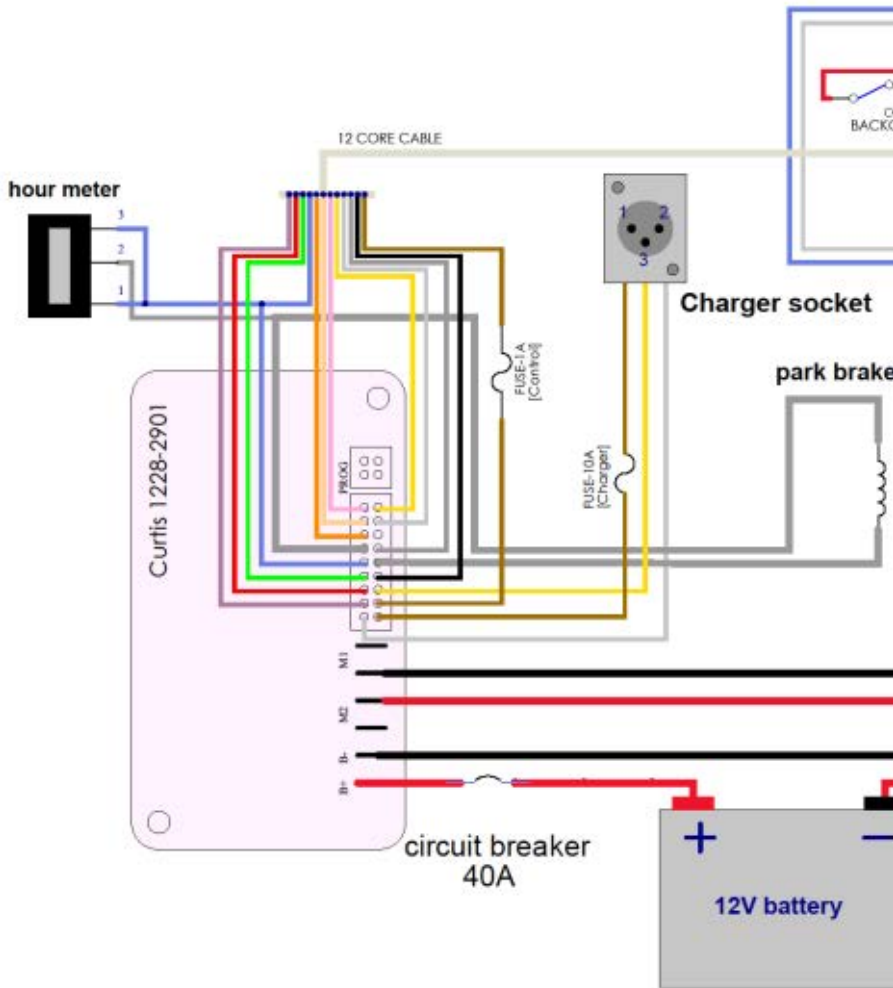 12 CORE CABLE
BACK
hour meter
3
2
1
1 2
3
Charger socket
FUSE-1A
[Control]
park brake
FUSE-10A
[Charger]
Curtis 1228-2901
PROG
M1
M2
B-
B+
circuit breaker
40A
+ −
12V battery